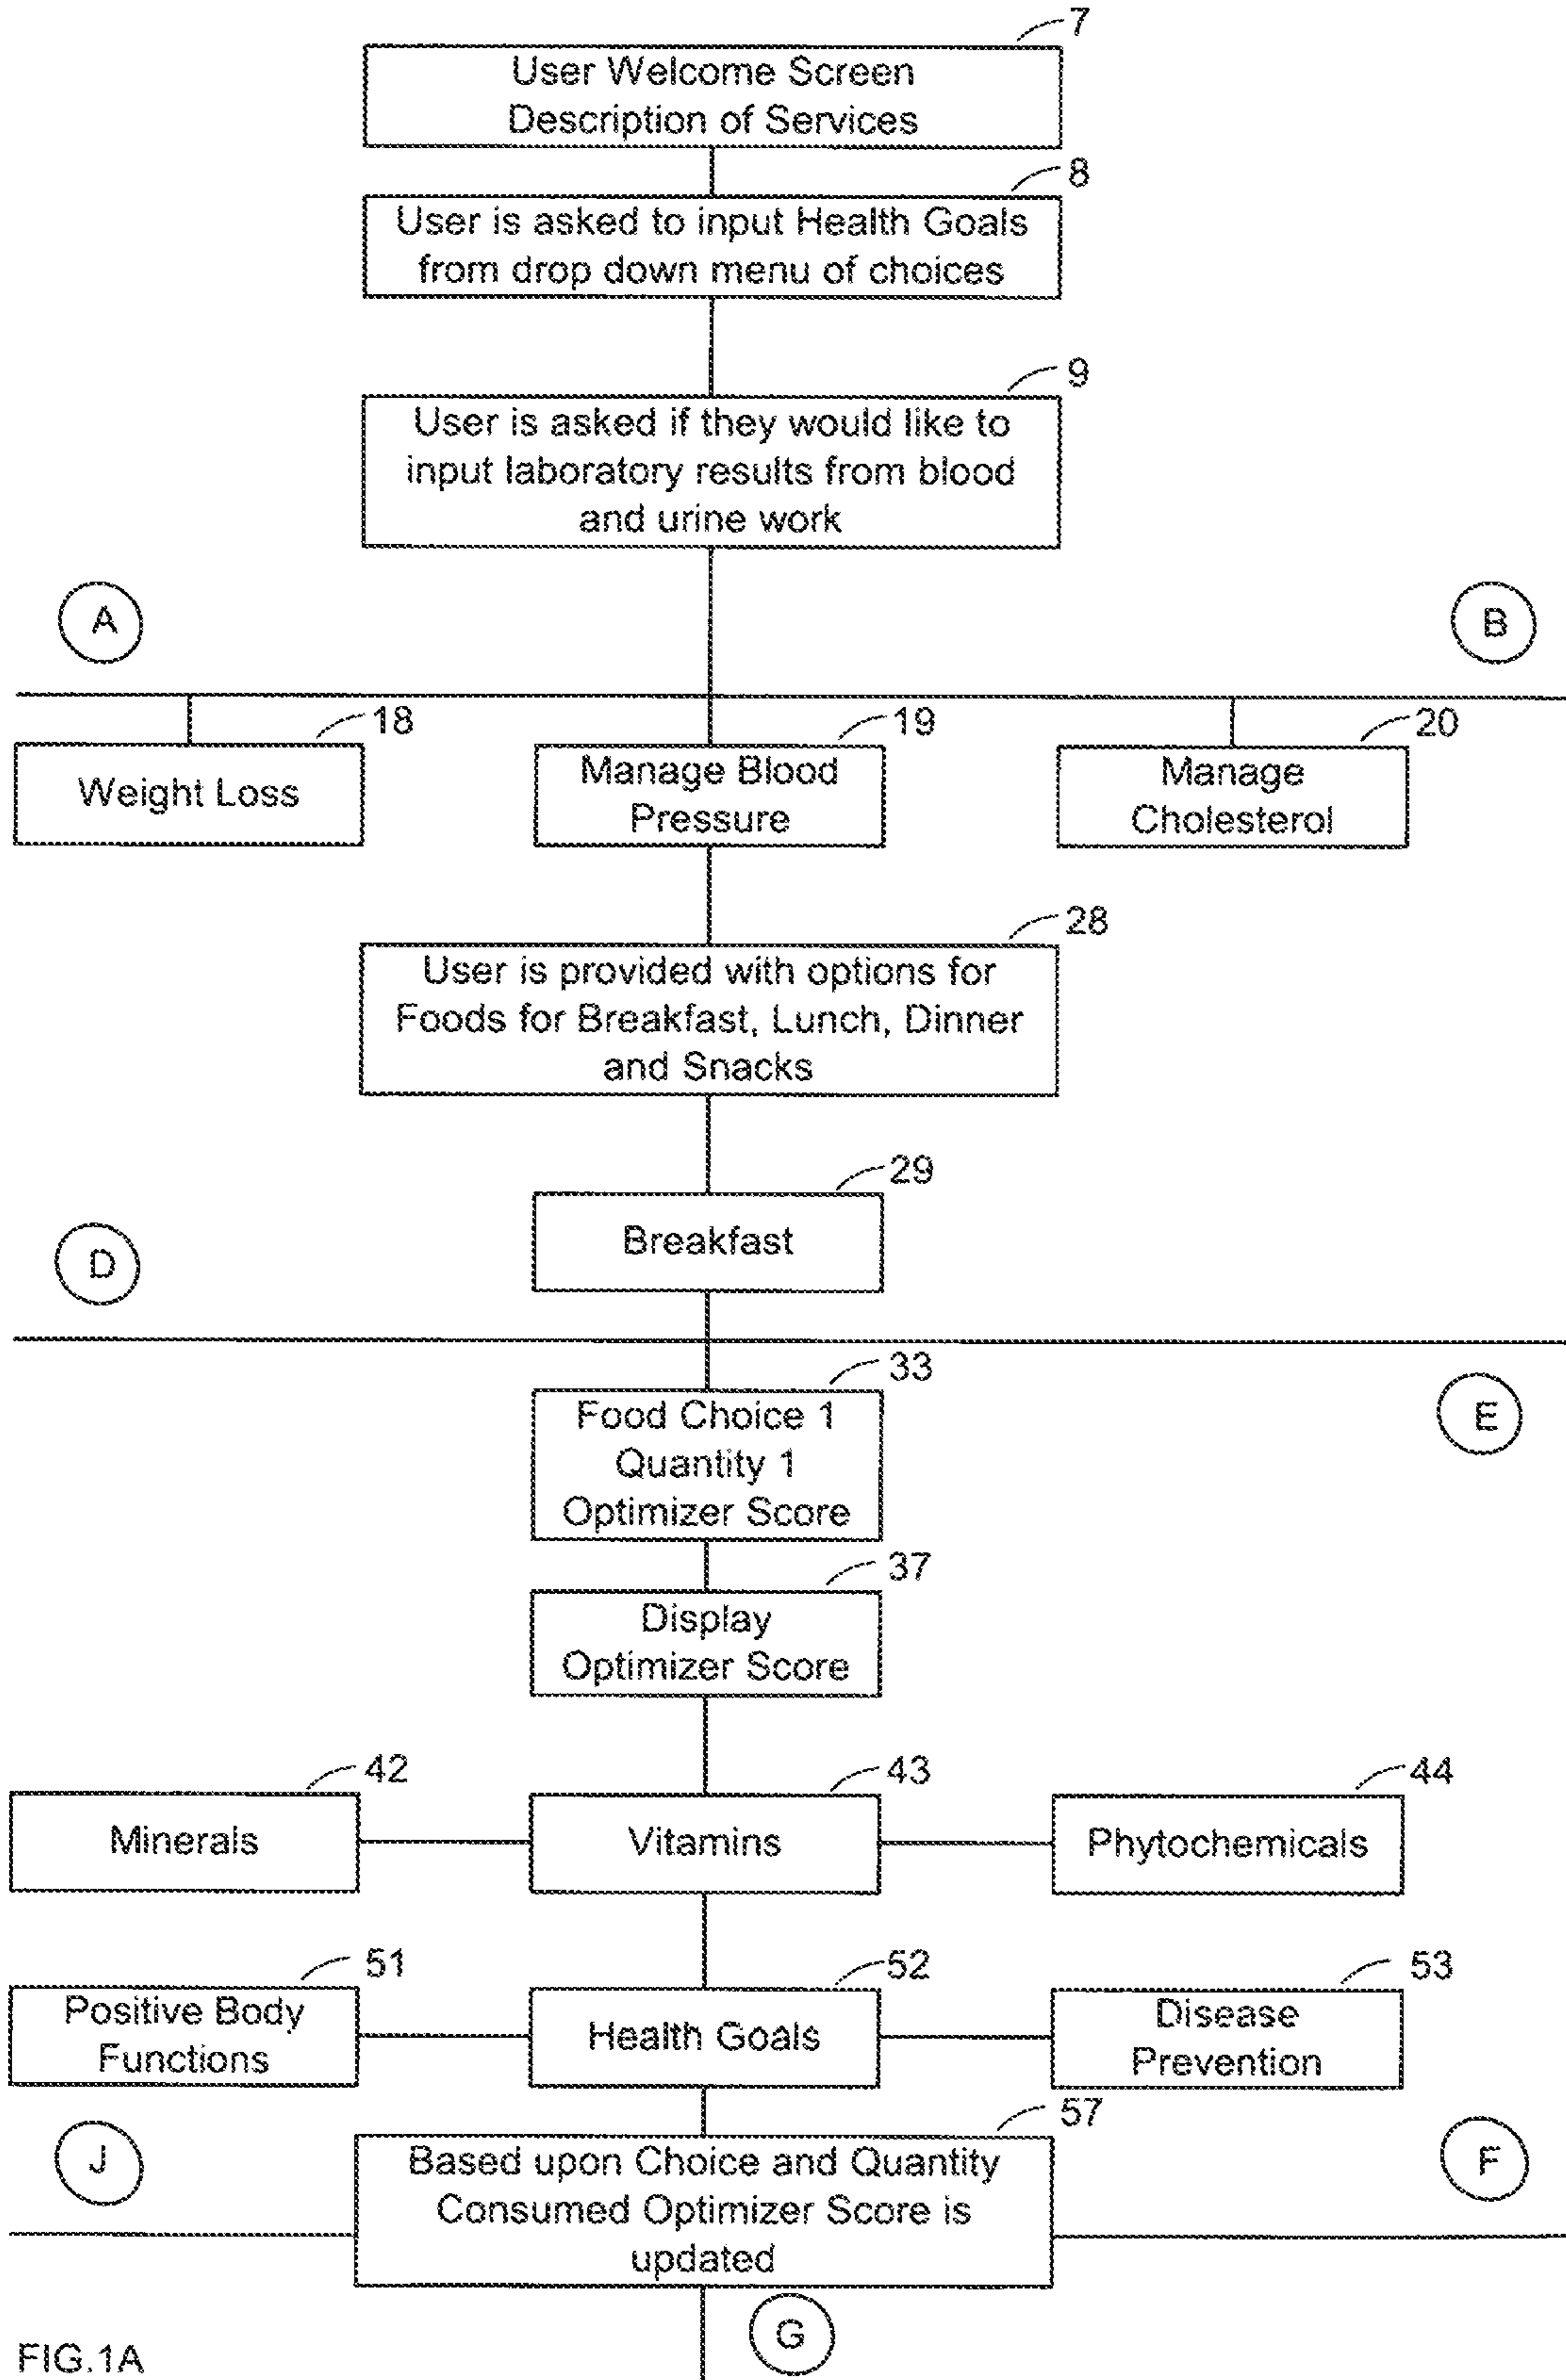 7
User Welcome Screen
Description of Services
8
User is asked to input Health Goals
from drop down menu of choices
9
User is asked if they would like to
input laboratory results from blood
and urine work
A
B
18
Weight Loss
19
Manage Blood
Pressure
20
Manage
Cholesterol
28
User is provided with options for
Foods for Breakfast, Lunch, Dinner
and Snacks
29
Breakfast
D
33
Food Choice 1
Quantity 1
Optimizer Score
E
37
Display
Optimizer Score
42
Minerals
43
Vitamins
44
Phytochemicals
51
Positive Body
Functions
52
Health Goals
53
Disease
Prevention
57
J
Based upon Choice and Quantity
Consumed Optimizer Score is
updated
F
G
FIG.1A